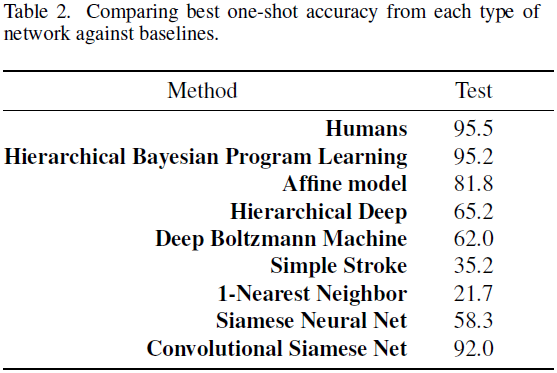 Table 2. Comparing best one-shot accuracy from each type of
network against baselines.
Method Test
Humans 95.5
Hierarchical Bayesian Program Learning 95.2
Affine model 81.8
Hierarchical Deep 65.2
Deep Boltzmann Machine 62.0
Simple Stroke 35.2
1-Nearest Neighbor 21.7
Siamese Neural Net 58.3
Convolutional Siamese Net 92.0